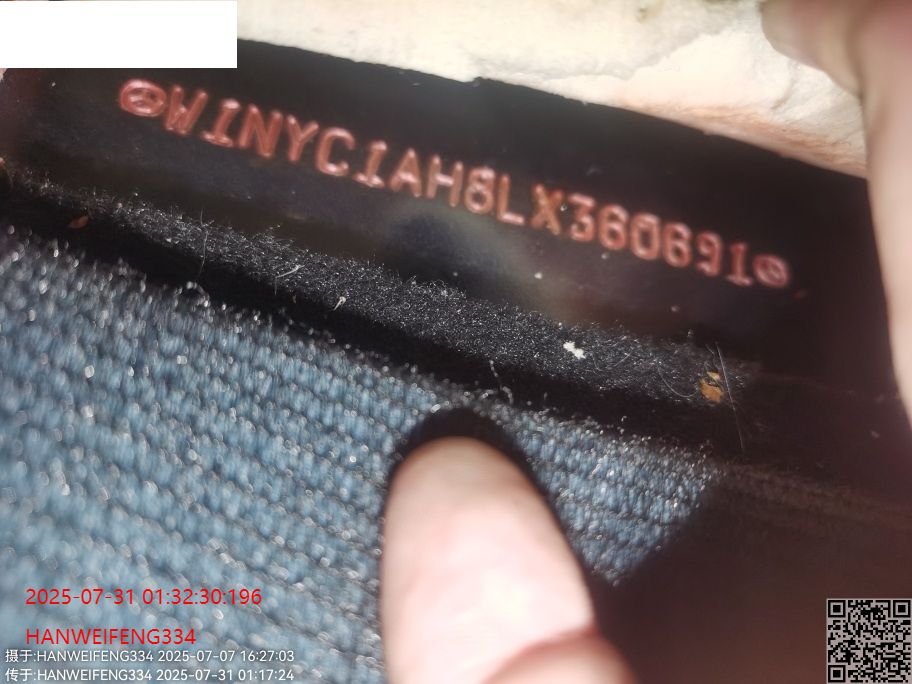 W1NYC1AH8LX360691
2025-07-31 01:32:30:196
HANWEIFENG334
摄于:HANWEIFENG334 2025-07-07 16:27:03
传于:HANWEIFENG334 2025-07-31 01:17:24